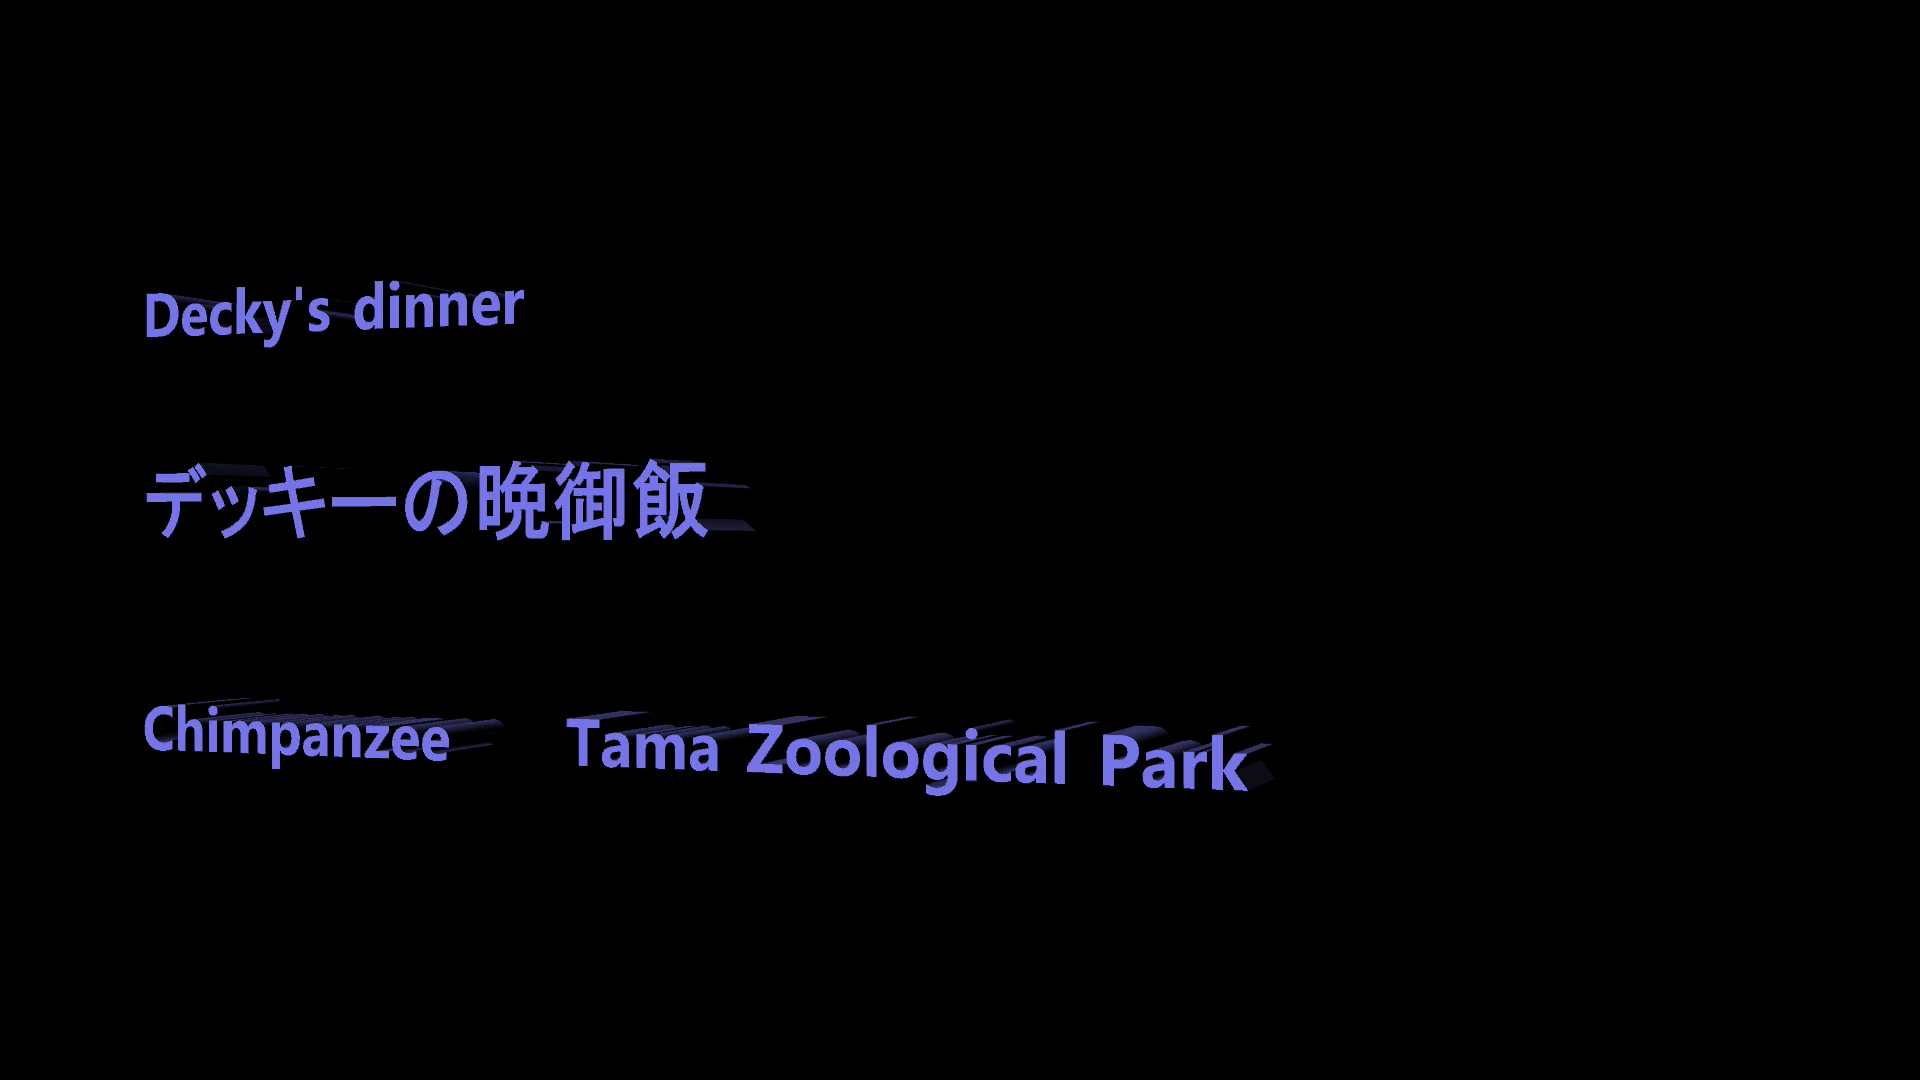 Decky's dinner
デッキーの晩御飯
Chimpanzee Tama Zoological Park